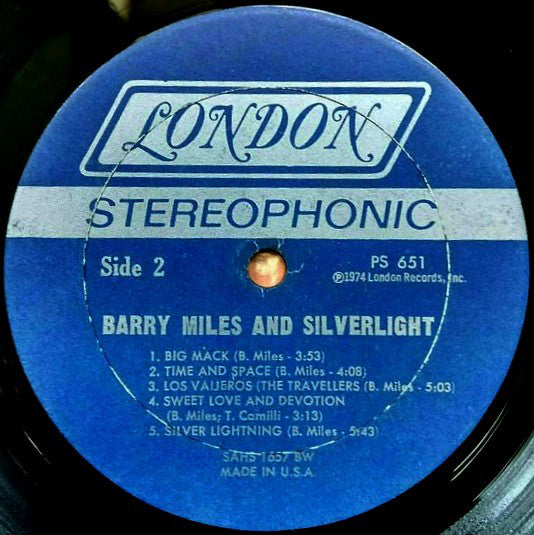 LONDON
STEREOPHONIC
Side 2
PS 651
℗1974 London Records, Inc.
BARRY MILES AND SILVERLIGHT
1. BIG MACK (B. Miles - 3:53)
2. TIME AND SPACE (B. Miles - 4:08)
3. LOS VAIJEROS (THE TRAVELLERS (B. Miles - 5:03)
4. SWEET LOVE AND DEVOTION
(B. Miles; T. Camilli - 3:13)
5. SILVER LIGHTNING (B. Miles - 5:43)
SAHS 1657 BW
MADE IN U.S.A